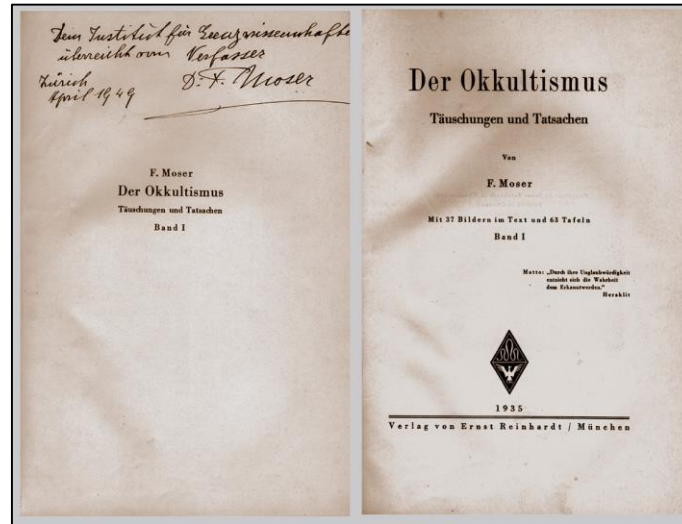 Dem Institut für Grenzwissenschaften
überreicht vom Verfasser
Zürich
April 1949
Dr. F. Moser
F. Moser
Der Okkultismus
Täuschungen und Tatsachen
Band I
Der Okkultismus
Täuschungen und Tatsachen
Von
F. Moser
Mit 37 Bildern im Text und 63 Tafeln
Band I
Motto: „Durch ihre Unglaubwürdigkeit
entzieht sich die Wahrheit
dem Erkanntwerden.“
Heraklit
1935
Verlag von Ernst Reinhardt / München